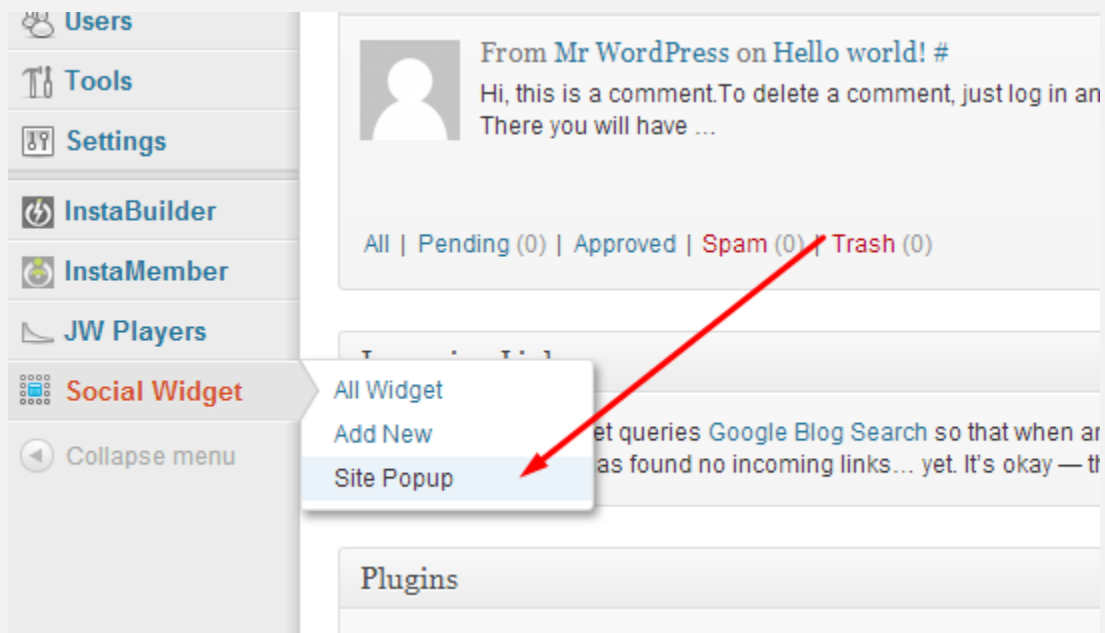 Users
Tools
Settings
InstaBuilder
InstaMember
JW Players
Social Widget
Collapse menu
All Widget
Add New
Site Popup
From Mr WordPress on Hello world! #
Hi, this is a comment.To delete a comment, just log in an
There you will have ...
All | Pending (0) | Approved | Spam (0) | Trash (0)
et queries Google Blog Search so that when an
as found no incoming links… yet. It's okay — th
Plugins